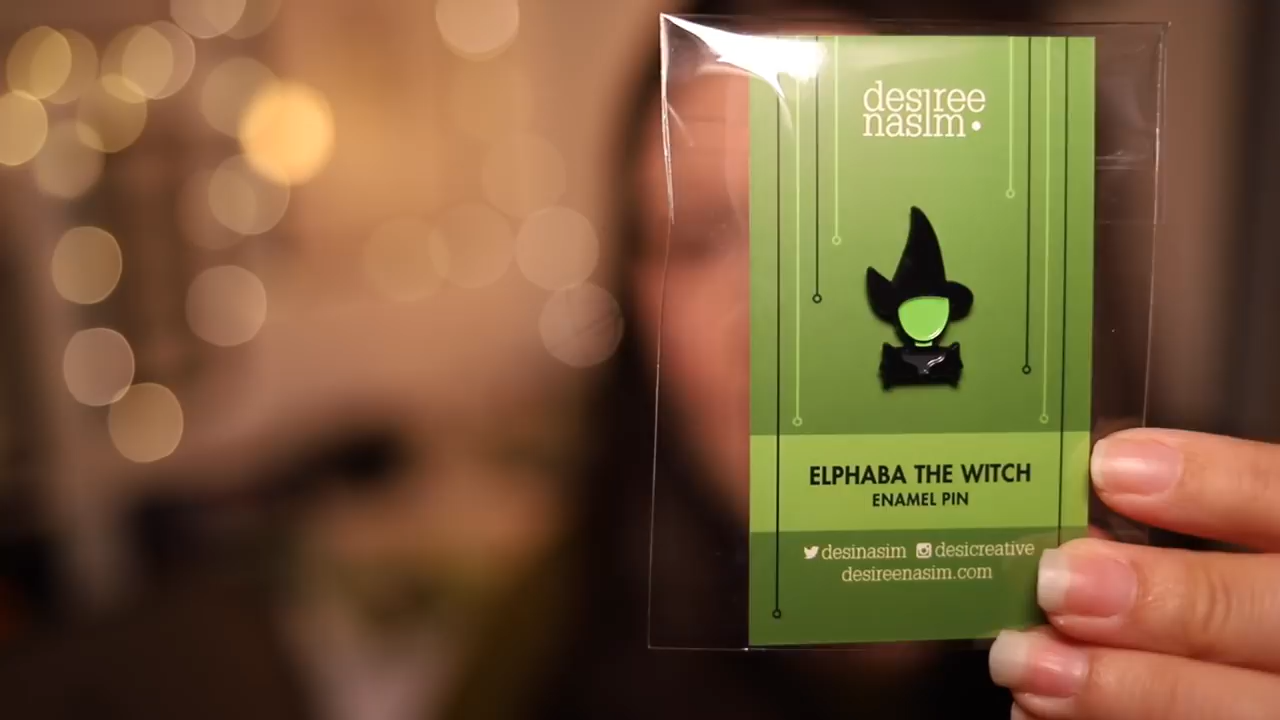 desiree
nasim.
ELPHABA THE WITCH
ENAMEL PIN
desinasim desicreative
desireenasim.com